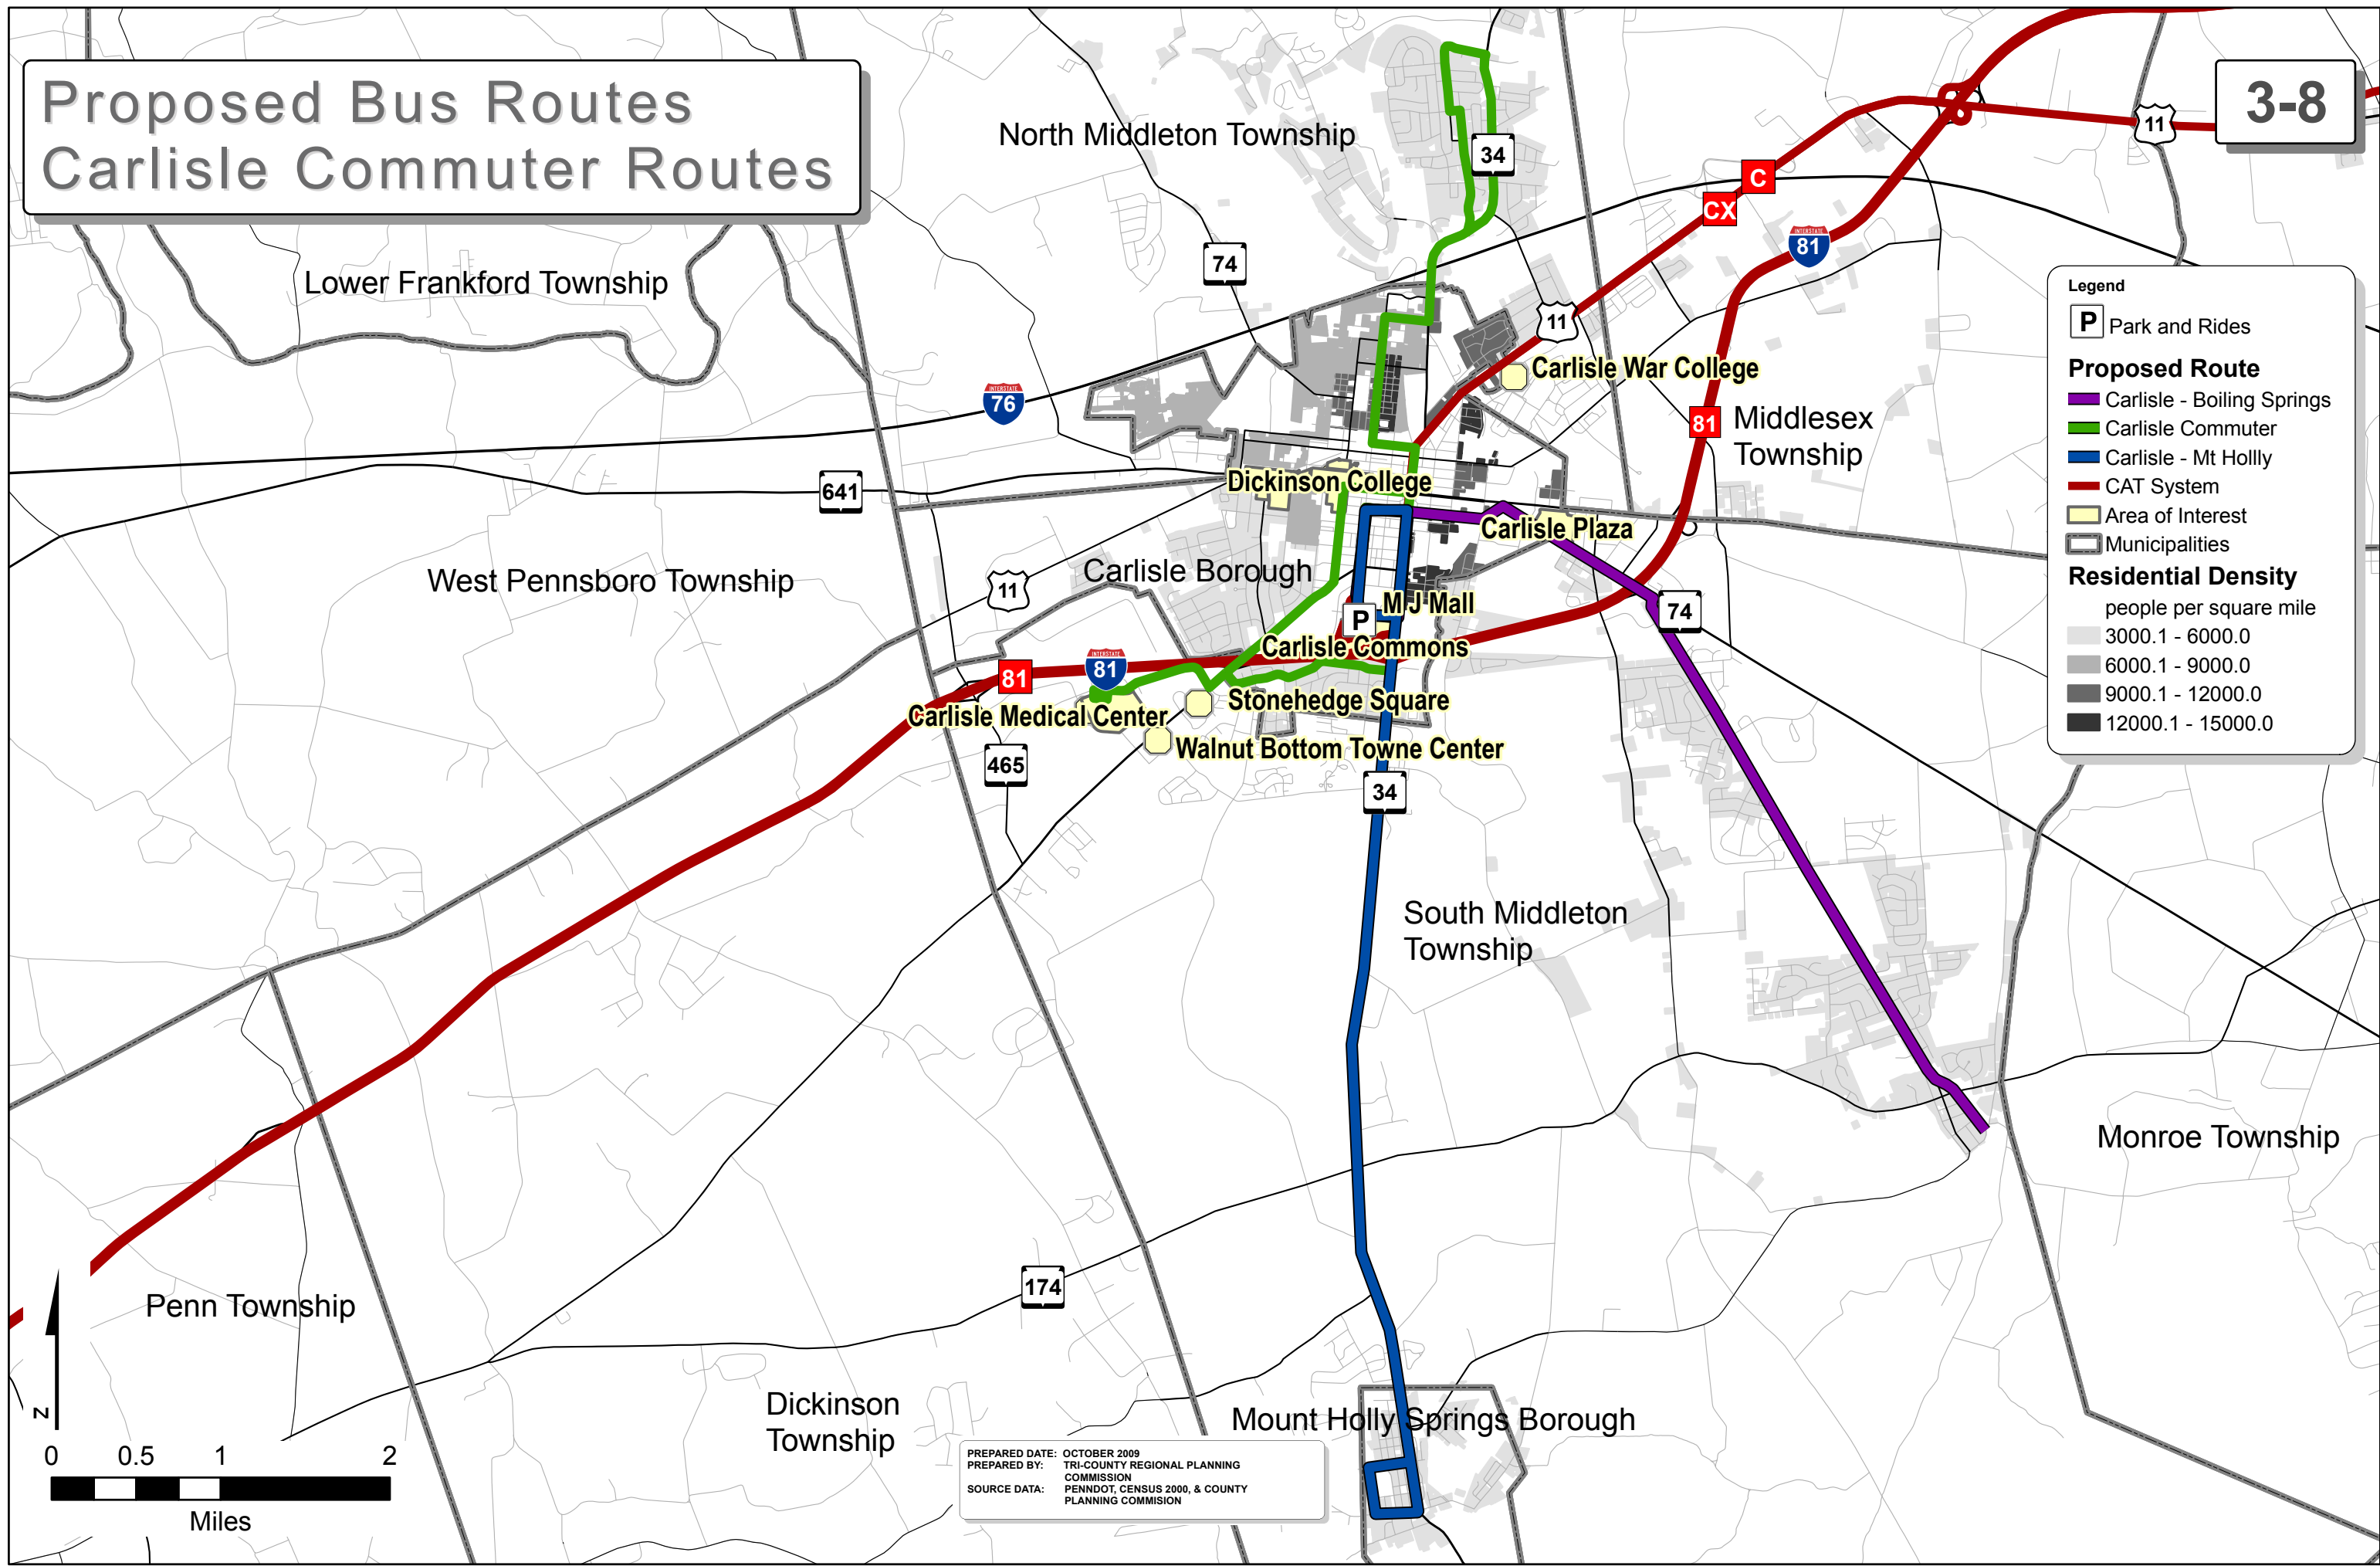 Proposed Bus Routes
Carlisle Commuter Routes
3-8
North Middleton Township
34
11
C
CX
INTERSTATE
81
74
Lower Frankford Township
11
Legend
P Park and Rides
Proposed Route
Carlisle - Boiling Springs
Carlisle Commuter
Carlisle - Mt Hollly
CAT System
Area of Interest
Municipalities
Residential Density
people per square mile
3000.1 - 6000.0
6000.1 - 9000.0
9000.1 - 12000.0
12000.1 - 15000.0
Carlisle War College
INTERSTATE
76
81
Middlesex
Township
641
Dickinson College
Carlisle Plaza
West Pennsboro Township
11
Carlisle Borough
M J Mall
P
74
Carlisle Commons
81
INTERSTATE
81
Stonehedge Square
Carlisle Medical Center
Walnut Bottom Towne Center
465
34
South Middleton
Township
Monroe Township
174
Penn Township
N
Dickinson
Township
Mount Holly Springs Borough
0 0.5 1 2
Miles
PREPARED DATE: OCTOBER 2009
PREPARED BY: TRI-COUNTY REGIONAL PLANNING
COMMISSION
SOURCE DATA: PENNDOT, CENSUS 2000, & COUNTY
PLANNING COMMISION